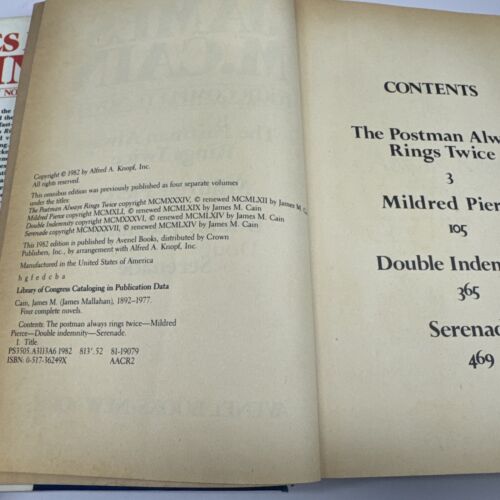 Copyright © 1982 by Alfred A. Knopf, Inc.
All rights reserved.
This omnibus edition was previously published as four separate volumes
under the titles:
The Postman Always Rings Twice copyright MCMXXXIV, © renewed MCMLXII by James M. Cain
Mildred Pierce copyright MCMXLI, © renewed MCMLXIX by James M. Cain
Double Indemnity copyright MCMXXXVI, © renewed MCMLXIV by James M. Cain
Serenade copyright MCMXXXVII, © renewed MCMLXIV by James M. Cain
This 1982 edition is published by Avenel Books, distributed by Crown
Publishers, Inc., by arrangement with Alfred A. Knopf, Inc.
Manufactured in the United States of America
h g f e d c b a
Library of Congress Cataloging in Publication Data
Cain, James M. (James Mallahan), 1892–1977.
Four complete novels.
Contents: The postman always rings twice—Mildred
Pierce—Double indemnity—Serenade.
I. Title.
PS3505.A3113A6 1982 813'.52 81-19079
ISBN: 0-517-36249X AACR2
CONTENTS
The Postman Alw
Rings Twice
3
Mildred Pier
105
Double Indem
365
Serenad
469